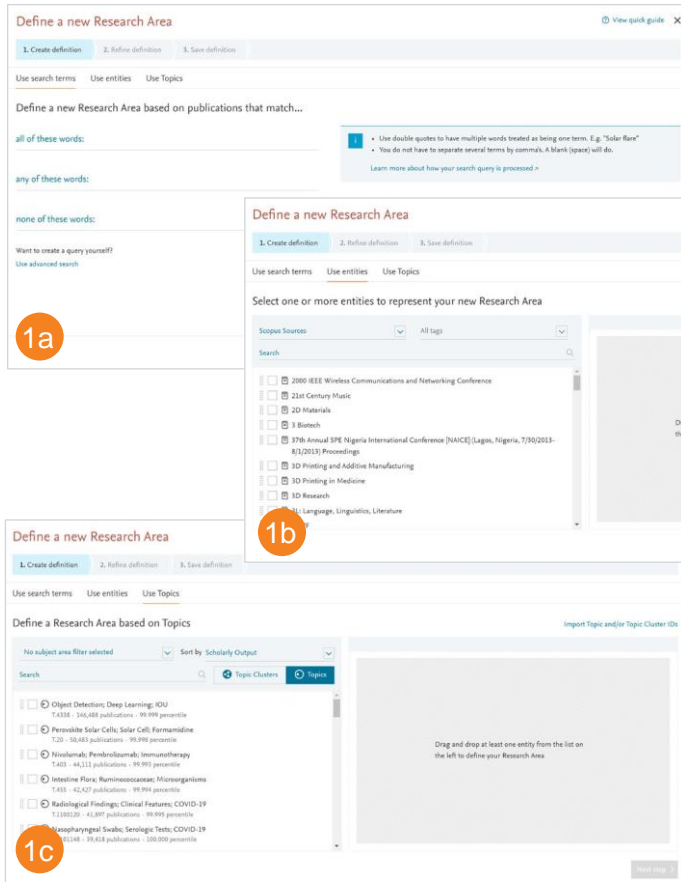 Define a new Research Area
View quick guide
1. Create definition 2. Refine definition 3. Save definition
Use search terms Use entities Use Topics
Define a new Research Area based on publications that match...
all of these words:
• Use double quotes to have multiple words treated as being one term. E.g. "Solar flare"
• You do not have to separate several terms by comma's. A blank (space) will do.
Learn more about how your search query is processed >
any of these words:
none of these words:
Want to create a query yourself?
Use advanced search
1a
Define a new Research Area
1. Create definition 2. Refine definition 3. Save definition
Use search terms Use entities Use Topics
Select one or more entities to represent your new Research Area
Scopus Sources All tags
Search
2000 IEEE Wireless Communications and Networking Conference
21st Century Music
2D Materials
3 Biotech
37th Annual SPE Nigeria International Conference [NAICE] (Lagos, Nigeria, 7/30/2013-
8/1/2013) Proceedings
3D Printing and Additive Manufacturing
3D Printing in Medicine
3D Research
3L: Language, Linguistics, Literature
1b
Define a new Research Area
1. Create definition 2. Refine definition 3. Save definition
Use search terms Use entities Use Topics
Define a Research Area based on Topics
Import Topic and/or Topic Cluster IDs
No subject area filter selected Sort by Scholarly Output
Search Topic Clusters Topics
Object Detection; Deep Learning; IOU
T.4338 - 146,488 publications - 99.999 percentile
Perovskite Solar Cells; Solar Cell; Formamidine
T.20 - 50,483 publications - 99.998 percentile
Nivolumab; Pembrolizumab; Immunotherapy
T.403 - 44,111 publications - 99.993 percentile
Intestine Flora; Ruminococcaceae; Microorganisms
T.455 - 42,427 publications - 99.994 percentile
Radiological Findings; Clinical Features; COVID-19
T.1100120 - 41,897 publications - 99.995 percentile
Nasopharyngeal Swabs; Serologic Tests; COVID-19
39,418 publications - 100.000 percentile
Drag and drop at least one entity from the list on
the left to define your Research Area
1c
Next step